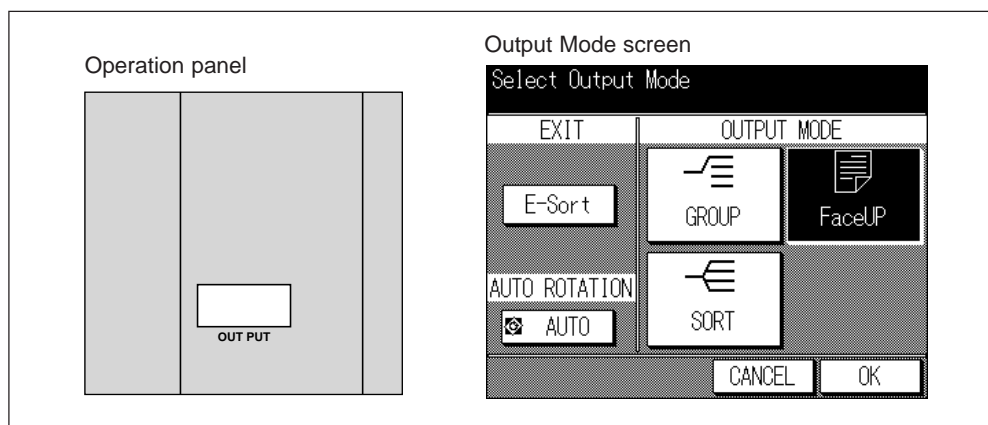 Operation panel
OUT PUT
Output Mode screen
Select Output Mode
EXIT
OUTPUT MODE
E-Sort
GROUP
FaceUP
AUTO ROTATION
AUTO
SORT
CANCEL
OK